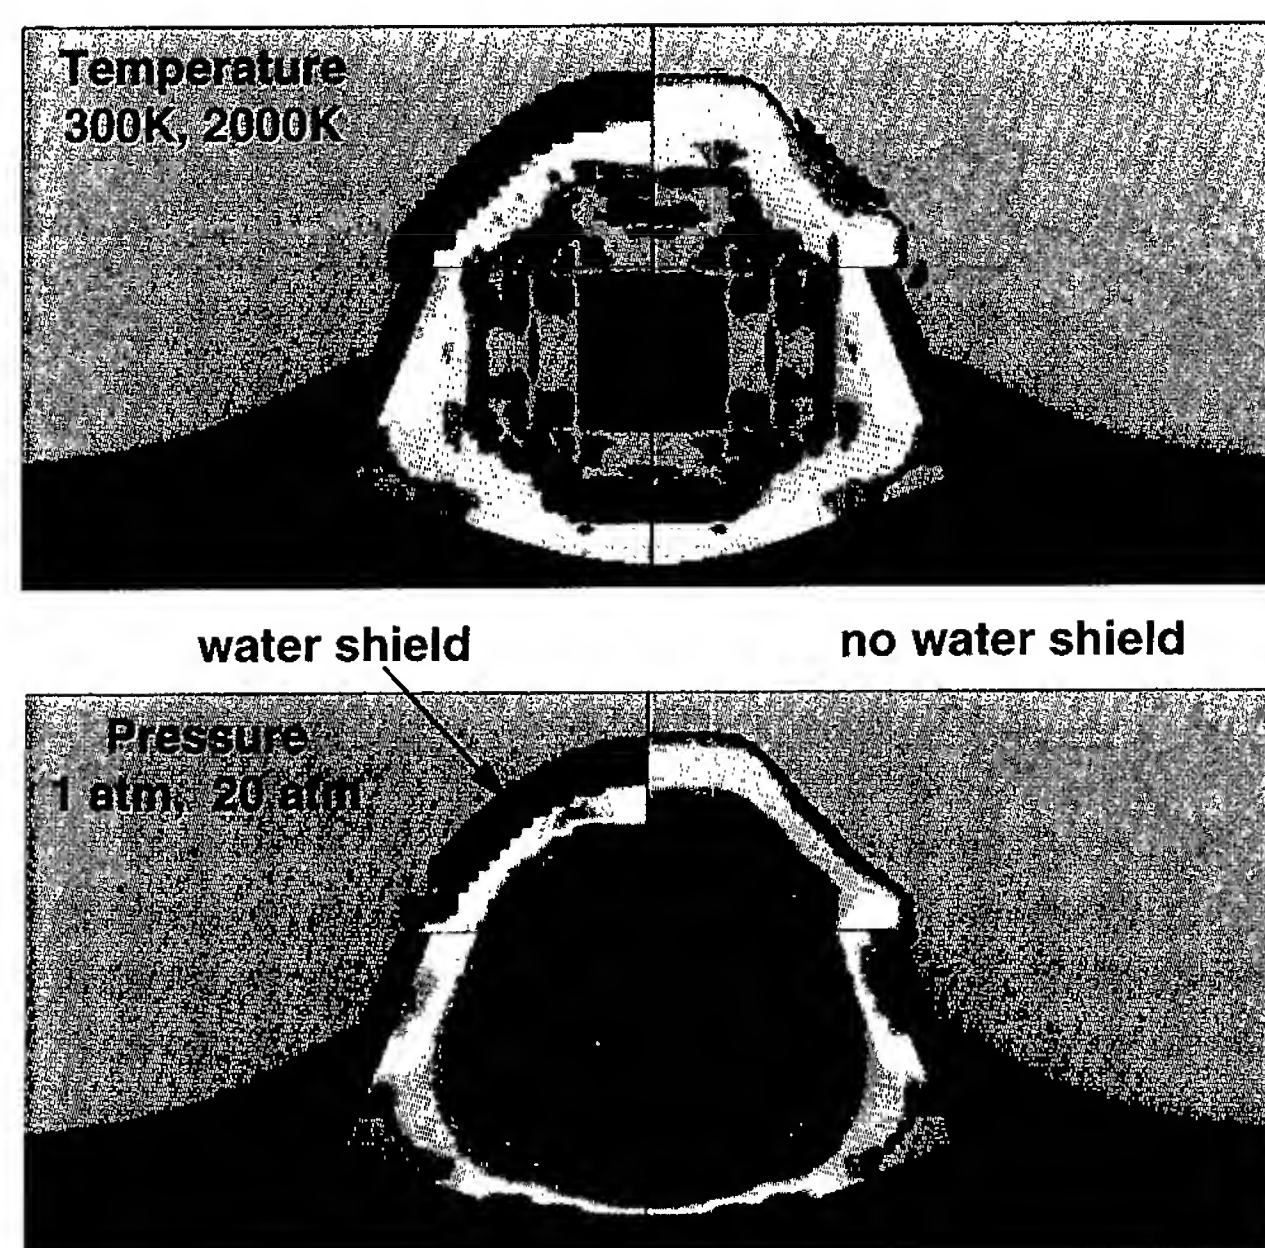 Temperature
300K, 2000K
water shield
no water shield
Pressure
1 atm, 20 atm